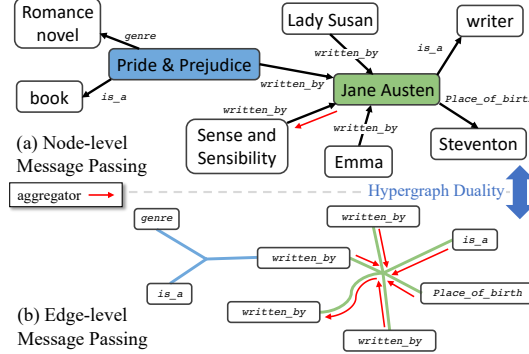 Romance
novel
genre
Lady Susan
writer
written_by
is_a
Pride & Prejudice
book
is_a
written_by
Jane Austen
written_by
Place_of_birth
Sense and
Sensibility
written_by
Emma
Steventon
(a) Node-level
Message Passing
aggregator
Hypergraph Duality
genre
written_by
is_a
written_by
is_a
Place_of_birth
written_by
written_by
(b) Edge-level
Message Passing